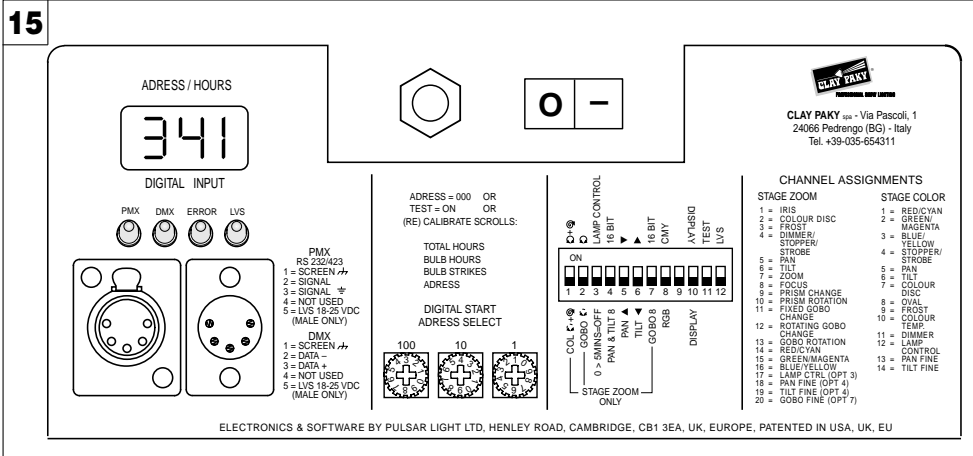 15
ADRESS / HOURS
341
DIGITAL INPUT
PMX DMX ERROR LVS
PMX
RS 232/423
1 = SCREEN
2 = SIGNAL
3 = SIGNAL
4 = NOT USED
5 = LVS 18-25 VDC
(MALE ONLY)
DMX
1 = SCREEN
2 = DATA –
3 = DATA +
4 = NOT USED
5 = LVS 18-25 VDC
(MALE ONLY)
O –
ADRESS = 000 OR
TEST = ON OR
(RE) CALIBRATE SCROLLS:
TOTAL HOURS
BULB HOURS
BULB STRIKES
ADRESS
DIGITAL START
ADRESS SELECT
100 10 1
LAMP CONTROL
16 BIT
16 BIT
CMY
DISPLAY
TEST
LVS
ON
1 2 3 4 5 6 7 8 9 10 11 12
COL
GOBO
0 > 5MINS=OFF
PAN & TILT 8
PAN
TILT
GOBO 8
RGB
DISPLAY
STAGE ZOOM
ONLY
CLAY PAKY
PROFESSIONAL SHOW LIGHTING
CLAY PAKY spa - Via Pascoli, 1
24066 Pedrengo (BG) - Italy
Tel. +39-035-654311
CHANNEL ASSIGNMENTS
STAGE ZOOM
1 = IRIS
2 = COLOUR DISC
3 = FROST
4 = DIMMER/
STOPPER/
STROBE
5 = PAN
6 = TILT
7 = ZOOM
8 = FOCUS
9 = PRISM CHANGE
10 = PRISM ROTATION
11 = FIXED GOBO
CHANGE
12 = ROTATING GOBO
CHANGE
13 = GOBO ROTATION
14 = RED/CYAN
15 = GREEN/MAGENTA
16 = BLUE/YELLOW
17 = LAMP CTRL (OPT 3)
18 = PAN FINE (OPT 4)
19 = TILT FINE (OPT 4)
20 = GOBO FINE (OPT 7)
STAGE COLOR
1 = RED/CYAN
2 = GREEN/
MAGENTA
3 = BLUE/
YELLOW
4 = STOPPER/
STROBE
5 = PAN
6 = TILT
7 = COLOUR
DISC
8 = OVAL
9 = FROST
10 = COLOUR
TEMP.
11 = DIMMER
12 = LAMP
CONTROL
13 = PAN FINE
14 = TILT FINE
ELECTRONICS & SOFTWARE BY PULSAR LIGHT LTD, HENLEY ROAD, CAMBRIDGE, CB1 3EA, UK, EUROPE, PATENTED IN USA, UK, EU